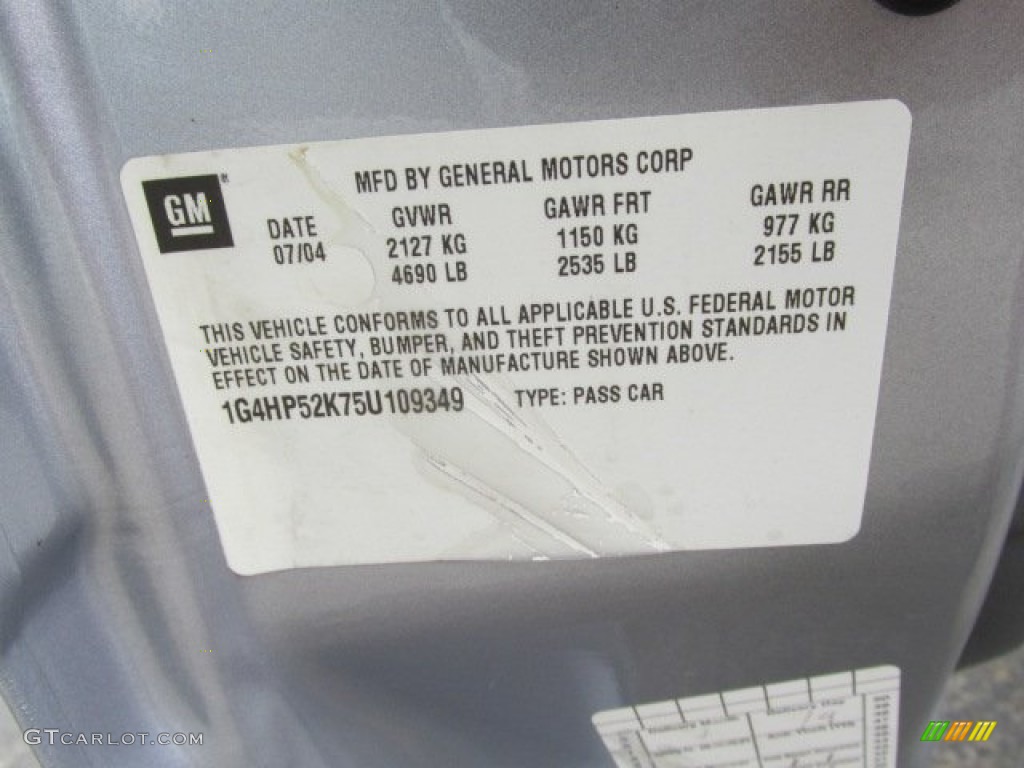 MFD BY GENERAL MOTORS CORP
GM®
DATE GVWR GAWR FRT GAWR RR
07/04 2127 KG 1150 KG 977 KG
4690 LB 2535 LB 2155 LB
THIS VEHICLE CONFORMS TO ALL APPLICABLE U.S. FEDERAL MOTOR
VEHICLE SAFETY, BUMPER, AND THEFT PREVENTION STANDARDS IN
EFFECT ON THE DATE OF MANUFACTURE SHOWN ABOVE.
1G4HP52K75U109349 TYPE: PASS CAR
GTCARLOT.COM